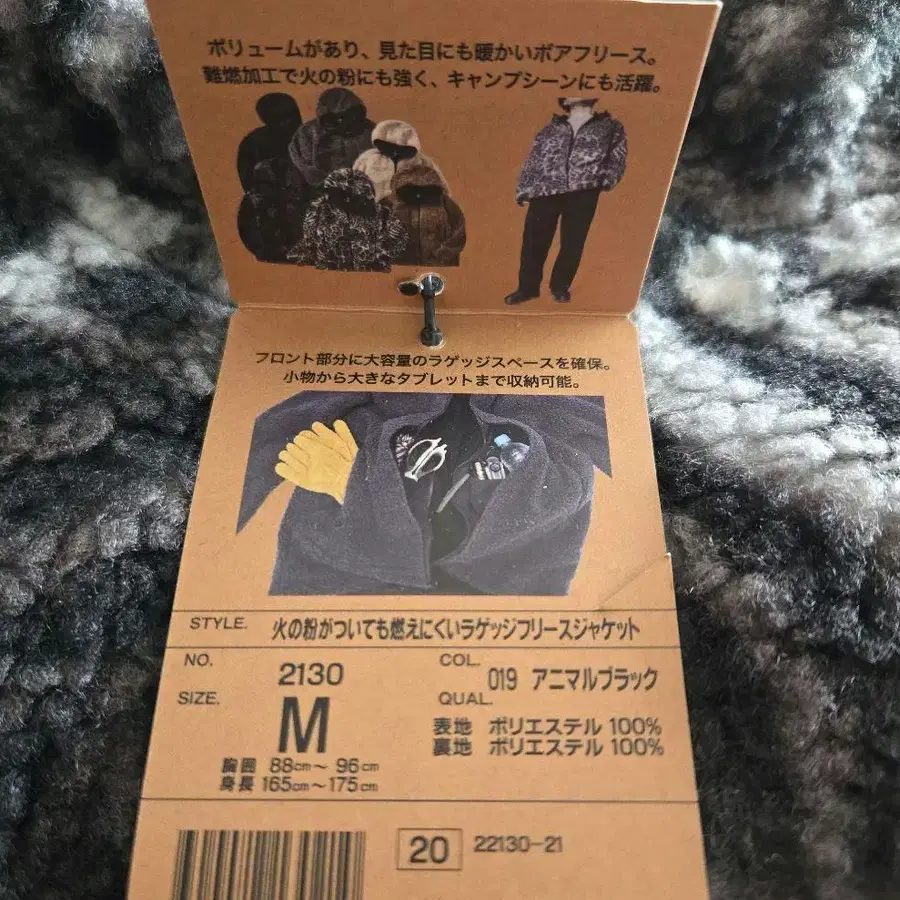 ボリュームがあり、見た目にも暖かいボアフリース。
難燃加工で火の粉にも強く、キャンプシーンにも活躍。
フロント部分に大容量のラゲッジスペースを確保。
小物から大きなタブレットまで収納可能。
STYLE. 火の粉がついても燃えにくいラゲッジフリースジャケット
NO. 2130
COL. 019 アニマルブラック
SIZE. M
胸囲 88cm〜 96cm
身長 165cm〜175cm
QUAL.
表地 ポリエステル 100%
裏地 ポリエステル 100%
20 22130-21